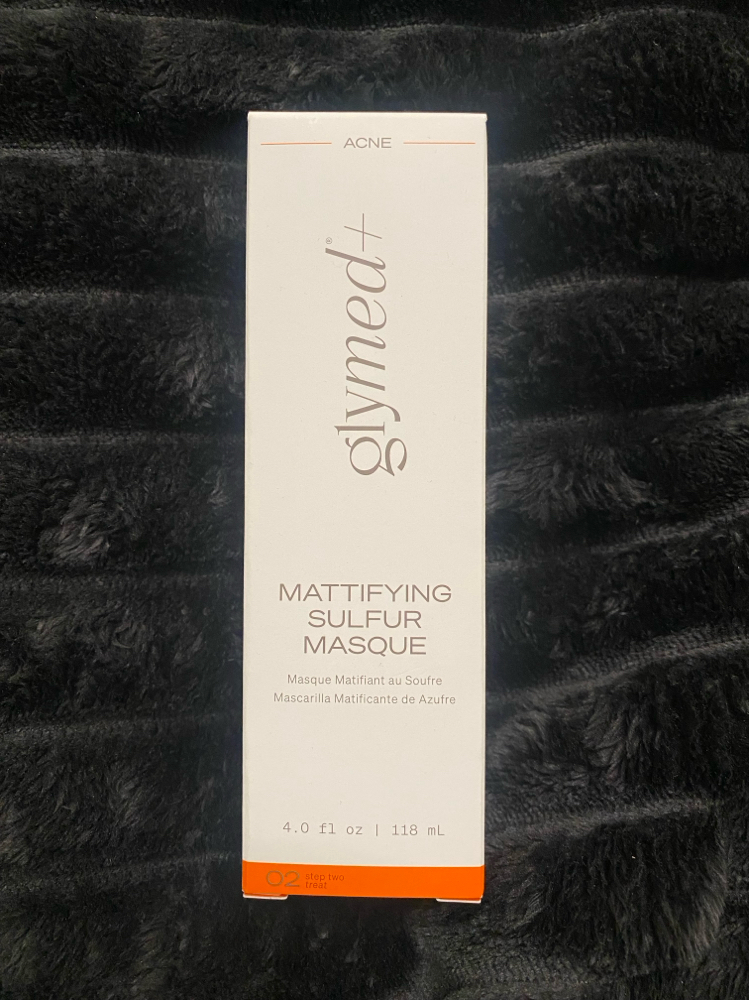 ACNE
glymed+®
MATTIFYING
SULFUR
MASQUE
Masque Matifiant au Soufre
Mascarilla Matificante de Azufre
4.0 fl oz | 118 mL
02 step two
treat